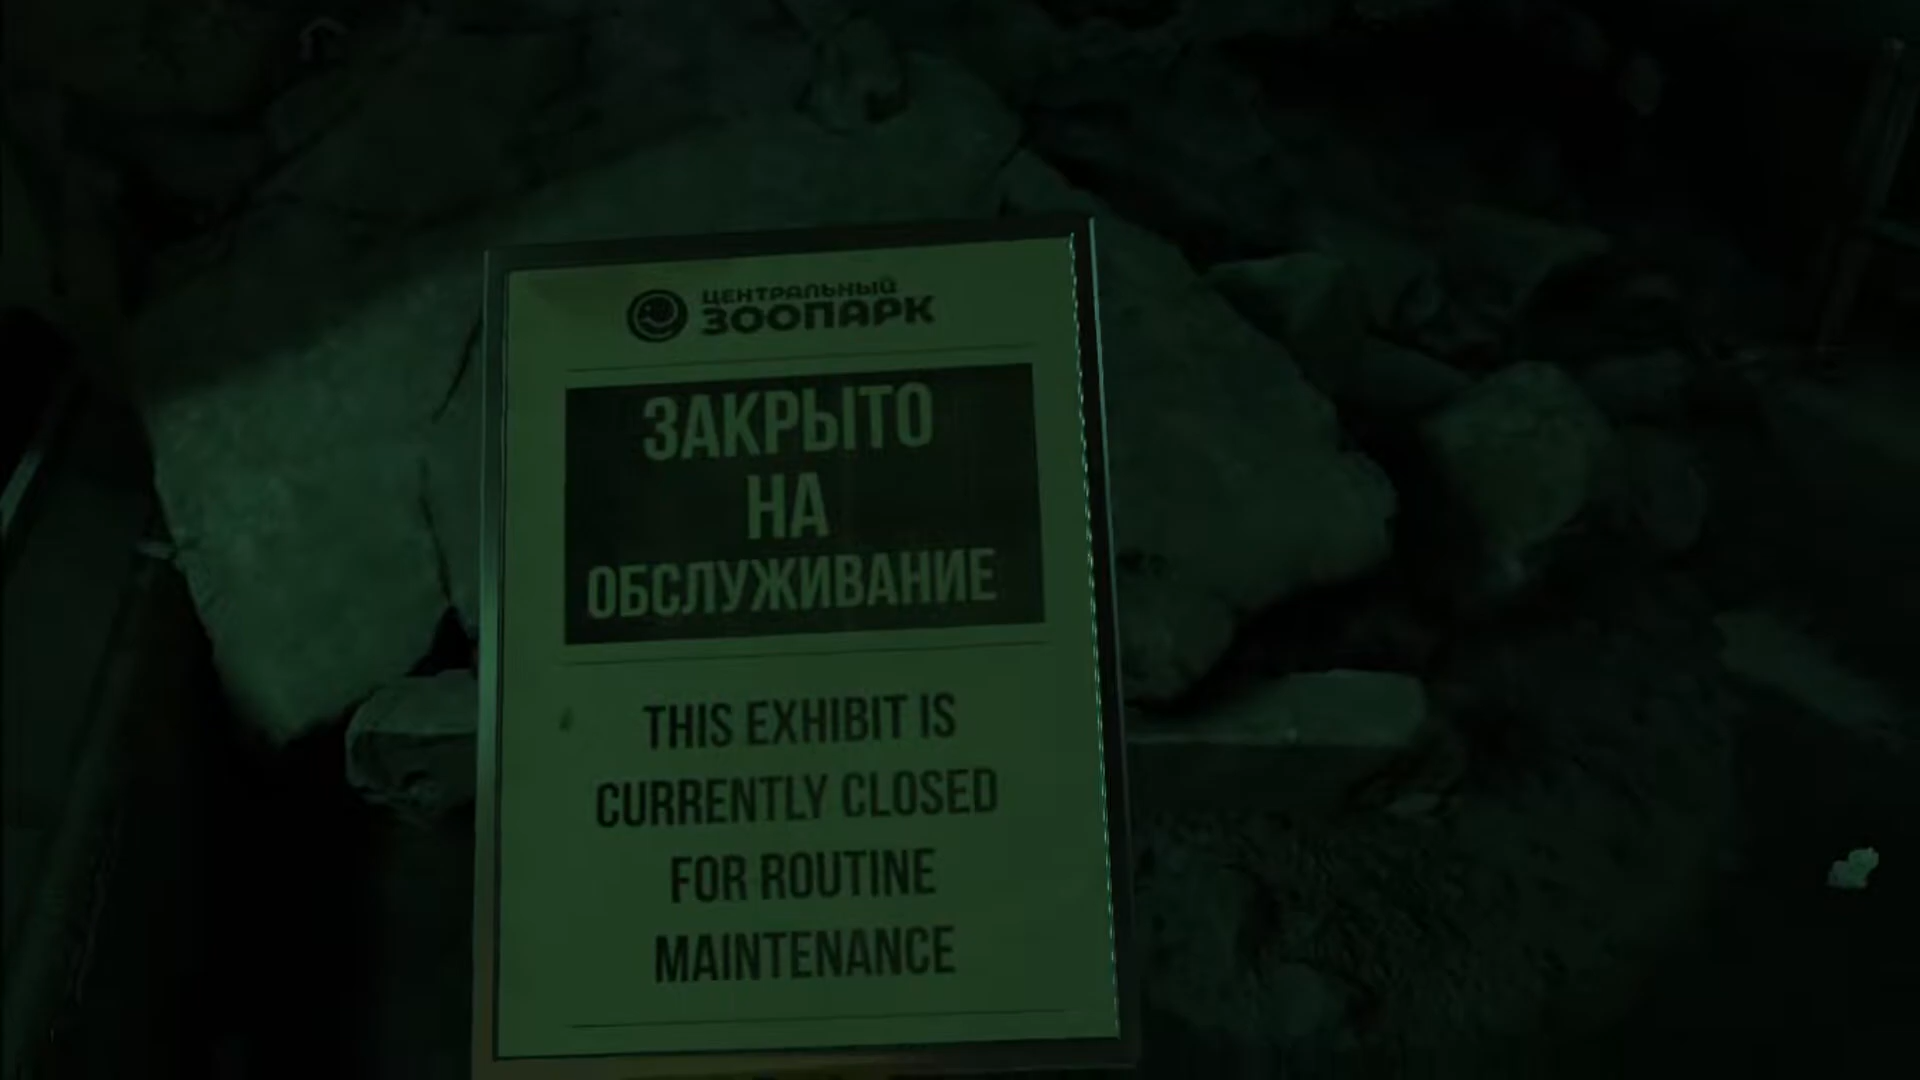 ЦЕНТРАЛЬНЫЙ
ЗООПАРК
ЗАКРЫТО
НА
ОБСЛУЖИВАНИЕ
THIS EXHIBIT IS
CURRENTLY CLOSED
FOR ROUTINE
MAINTENANCE